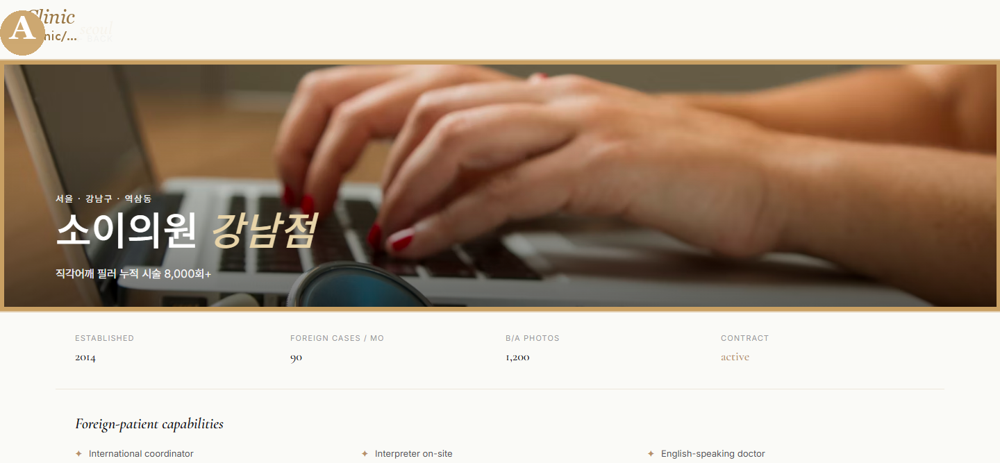 Clinic
A
nic/...
seoul
← BACK
서울 · 강남구 · 역삼동
소이의원 강남점
직각어깨 필러 누적 시술 8,000회+
ESTABLISHED
FOREIGN CASES / MO
B/A PHOTOS
CONTRACT
2014
90
1,200
active
Foreign-patient capabilities
✦ International coordinator
✦ Interpreter on-site
✦ English-speaking doctor